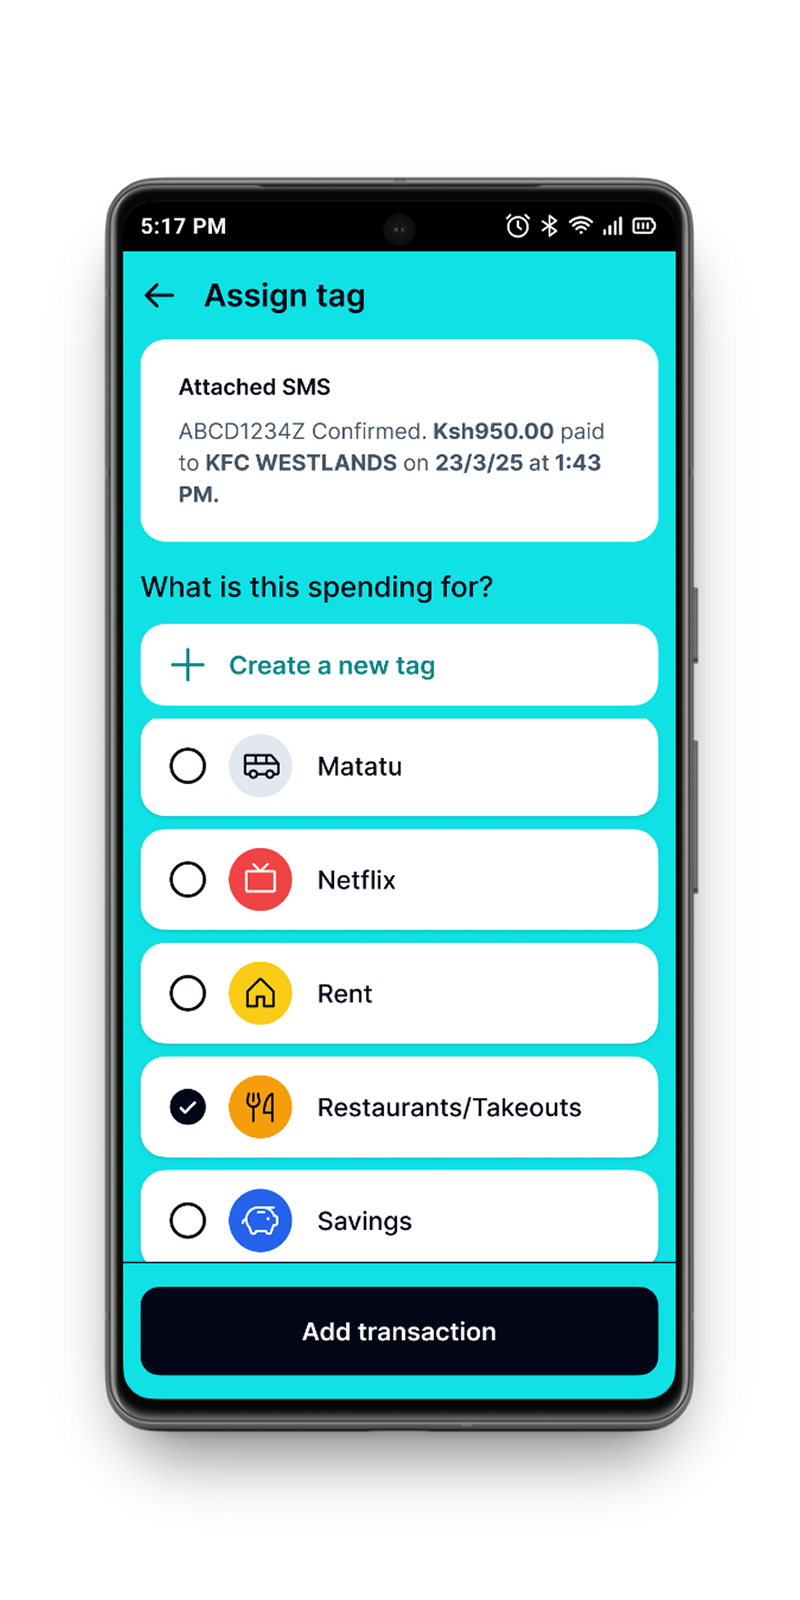 5:17 PM
Assign tag
Attached SMS
ABCD1234Z Confirmed. Ksh950.00 paid
to KFC WESTLANDS on 23/3/25 at 1:43
PM.
What is this spending for?
Create a new tag
Matatu
Netflix
Rent
Restaurants/Takeouts
Savings
Add transaction